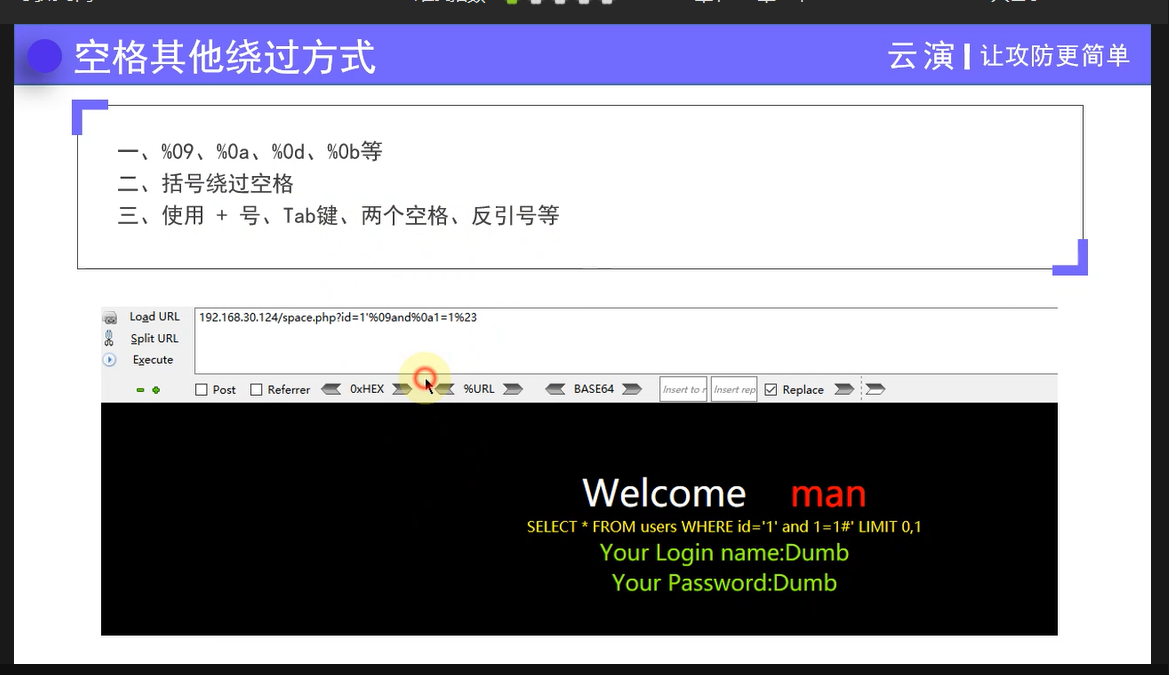 空格其他绕过方式
云演 让攻防更简单
一、%09、%0a、%0d、%0b等
二、括号绕过空格
三、使用 + 号、Tab键、两个空格、反引号等
Load URL
192.168.30.124/space.php?id=1'%09and%0a1=1%23
Split URL
Execute
Post Referrer 0xHEX %URL BASE64 Insert to r Insert rep Replace
Welcome man
SELECT * FROM users WHERE id='1' and 1=1#' LIMIT 0,1
Your Login name:Dumb
Your Password:Dumb